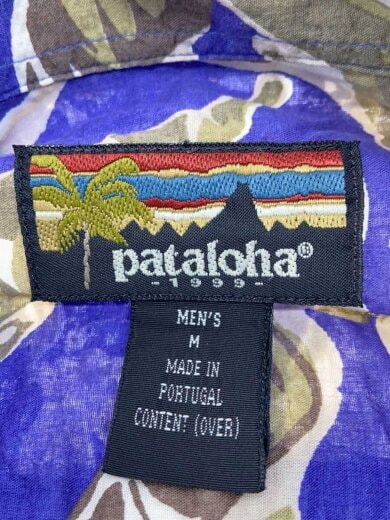 pataloha®
-1999-
MEN'S
M
MADE IN
PORTUGAL
CONTENT (OVER)